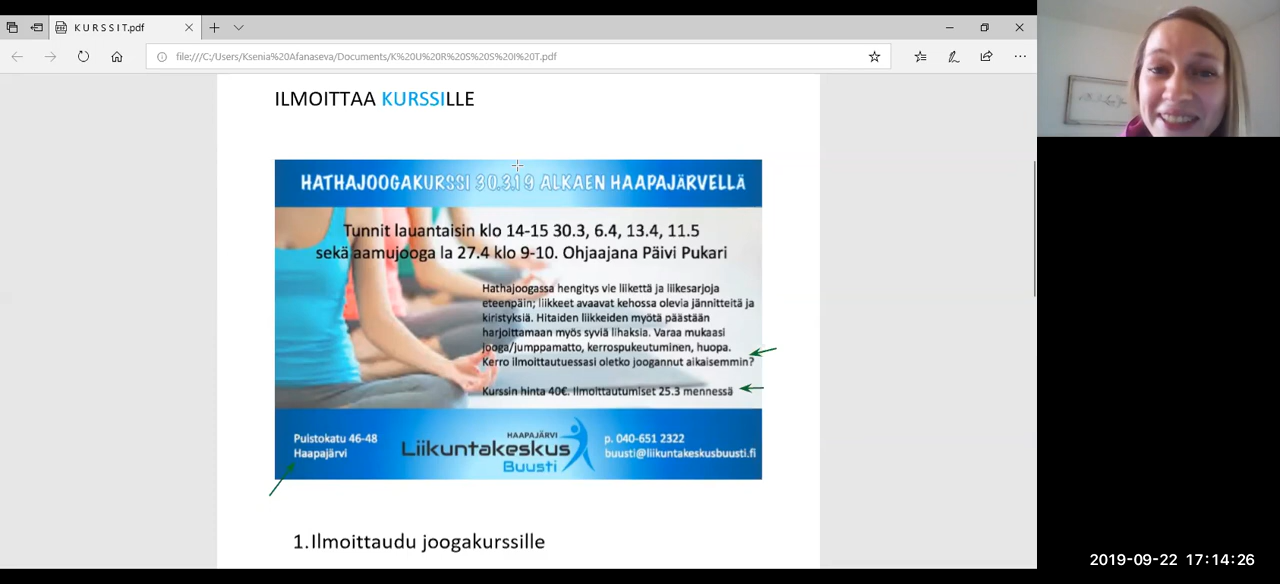 K U R S S I T.pdf
file:///C:/Users/Ksenia%20Afanaseva/Documents/K%20U%20R%20S%20S%20I%20T.pdf
ILMOITTAA KURSSILLE
HATHAJOOGAKURSSI 30.3.19 ALKAEN HAAPAJÄRVELLÄ
Tunnit lauantaisin klo 14-15 30.3, 6.4, 13.4, 11.5
sekä aamujooga la 27.4 klo 9-10. Ohjaajana Päivi Pukari
Hathajoogassa hengitys vie liikettä ja liikesarjoja
eteenpäin; liikkeet avaavat kehossa olevia jännitteitä ja
kiristyksiä. Hitaiden liikkeiden myötä päästään
harjoittamaan myös syviä lihaksia. Varaa mukaasi
jooga/jumppamatto, kerrospukeutuminen, huopa.
Kerro ilmoittautuessasi oletko joogannut aikaisemmin?
Kurssin hinta 40€. Ilmoittautumiset 25.3 mennessä
Puistokatu 46-48
Haapajärvi
HAAPAJÄRVI
Liikuntakeskus
Buusti
p. 040-651 2322
buusti@liikuntakeskusbuusti.fi
1.Ilmoittaudu joogakurssille
2019-09-22 17:14:26